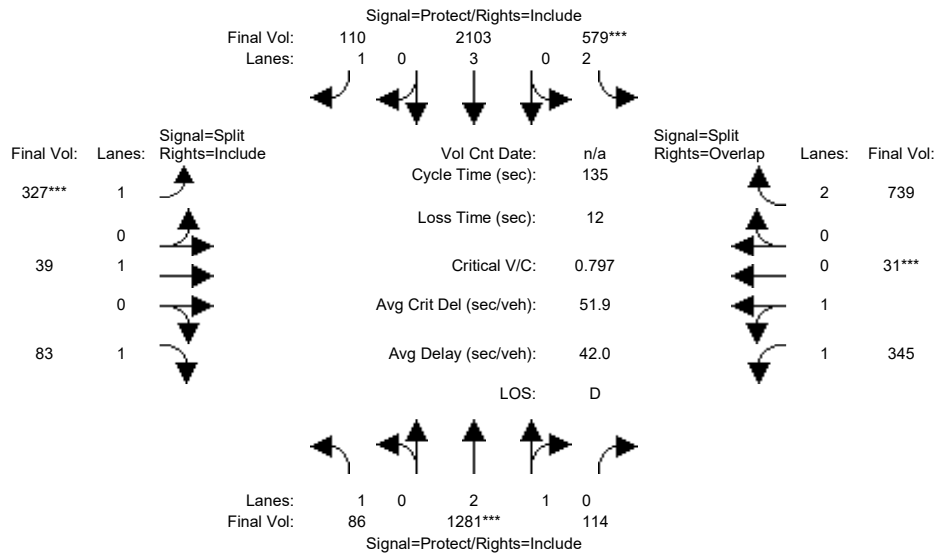 Signal=Protect/Rights=Include
Final Vol: 110 2103 579***
Lanes: 1 0 3 0 2
Signal=Split
Final Vol: Lanes: Rights=Include
Vol Cnt Date: n/a
Signal=Split
Rights=Overlap Lanes: Final Vol:
Cycle Time (sec): 135
327*** 1
2 739
Loss Time (sec): 12
0
0
39 1
Critical V/C: 0.797
0 31***
0
Avg Crit Del (sec/veh): 51.9
1
83 1
Avg Delay (sec/veh): 42.0
1 345
LOS: D
Lanes: 1 0 2 1 0
Final Vol: 86 1281*** 114
Signal=Protect/Rights=Include